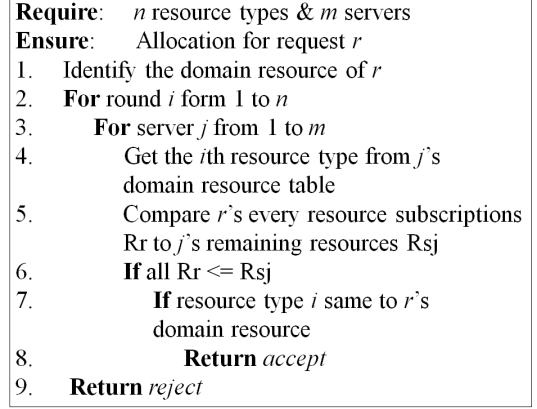 Require: n resource types & m servers
Ensure: Allocation for request r
1. Identify the domain resource of r
2. For round i form 1 to n
3. For server j from 1 to m
4. Get the ith resource type from j's
domain resource table
5. Compare r's every resource subscriptions
Rr to j's remaining resources Rsj
6. If all Rr <= Rsj
7. If resource type i same to r's
domain resource
8. Return accept
9. Return reject